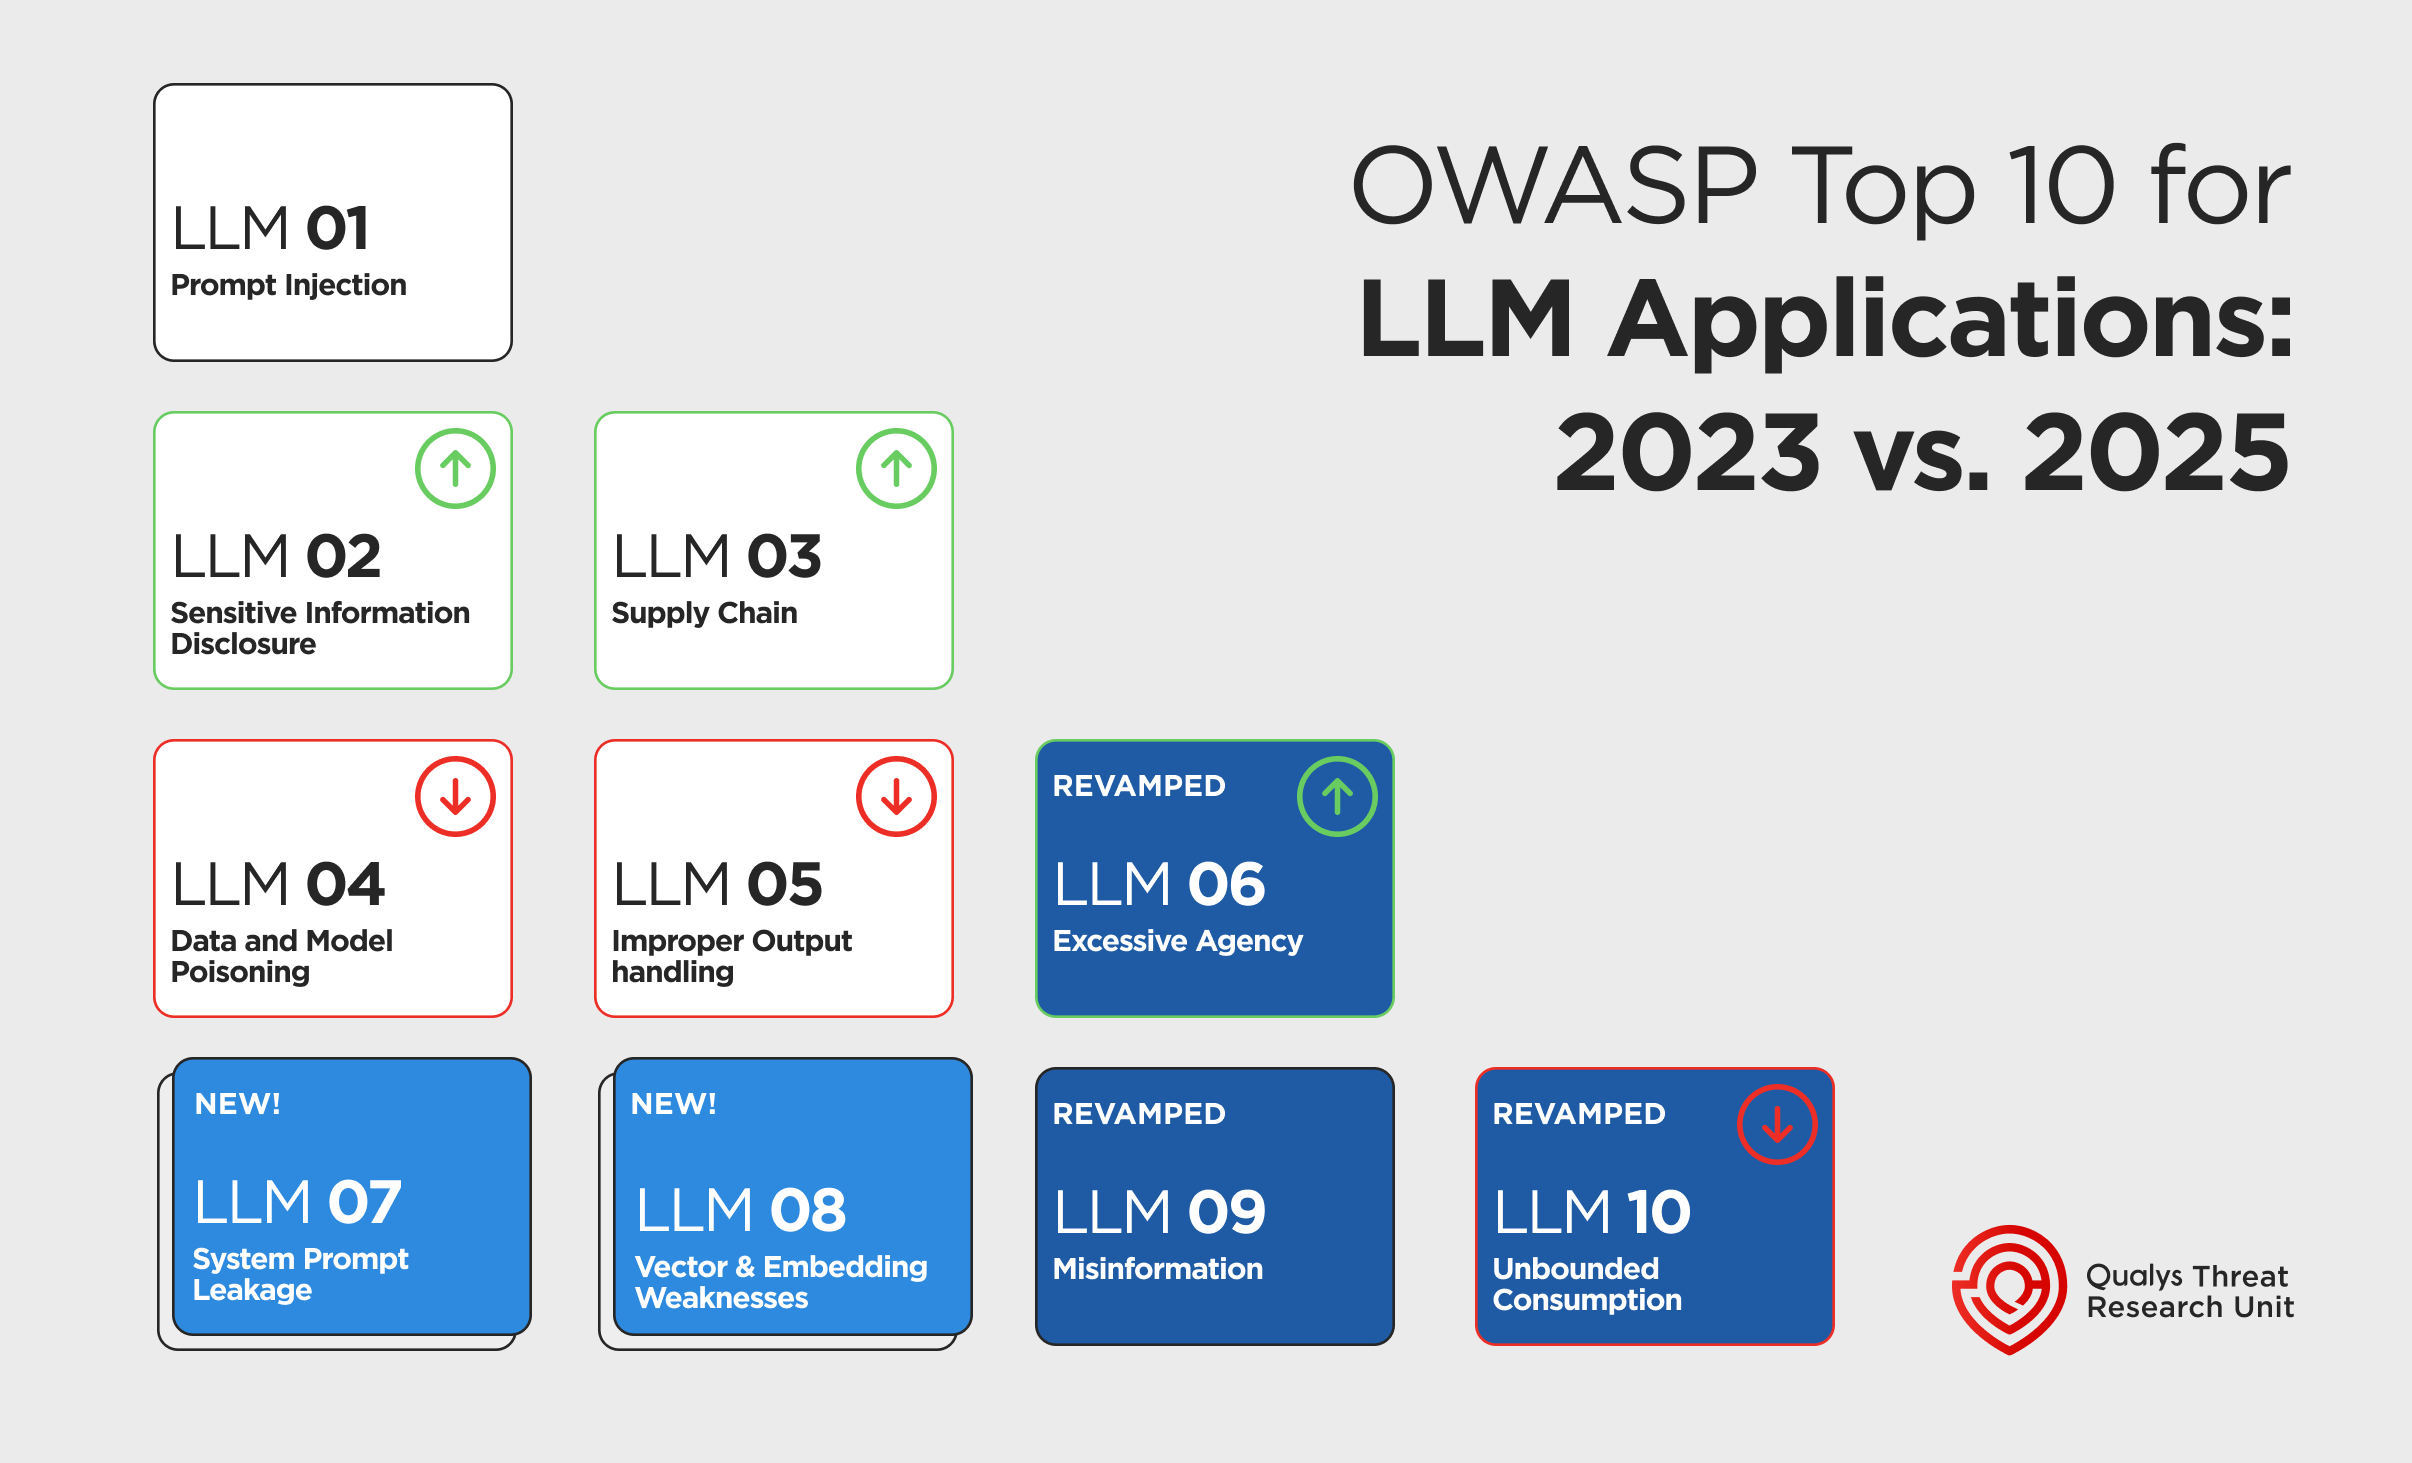 OWASP Top 10 for
LLM Applications:
2023 vs. 2025
LLM 01
Prompt Injection
LLM 02
Sensitive Information
Disclosure
LLM 03
Supply Chain
LLM 04
Data and Model
Poisoning
LLM 05
Improper Output
handling
REVAMPED
LLM 06
Excessive Agency
NEW!
LLM 07
System Prompt
Leakage
NEW!
LLM 08
Vector & Embedding
Weaknesses
REVAMPED
LLM 09
Misinformation
REVAMPED
LLM 10
Unbounded
Consumption
Qualys Threat
Research Unit